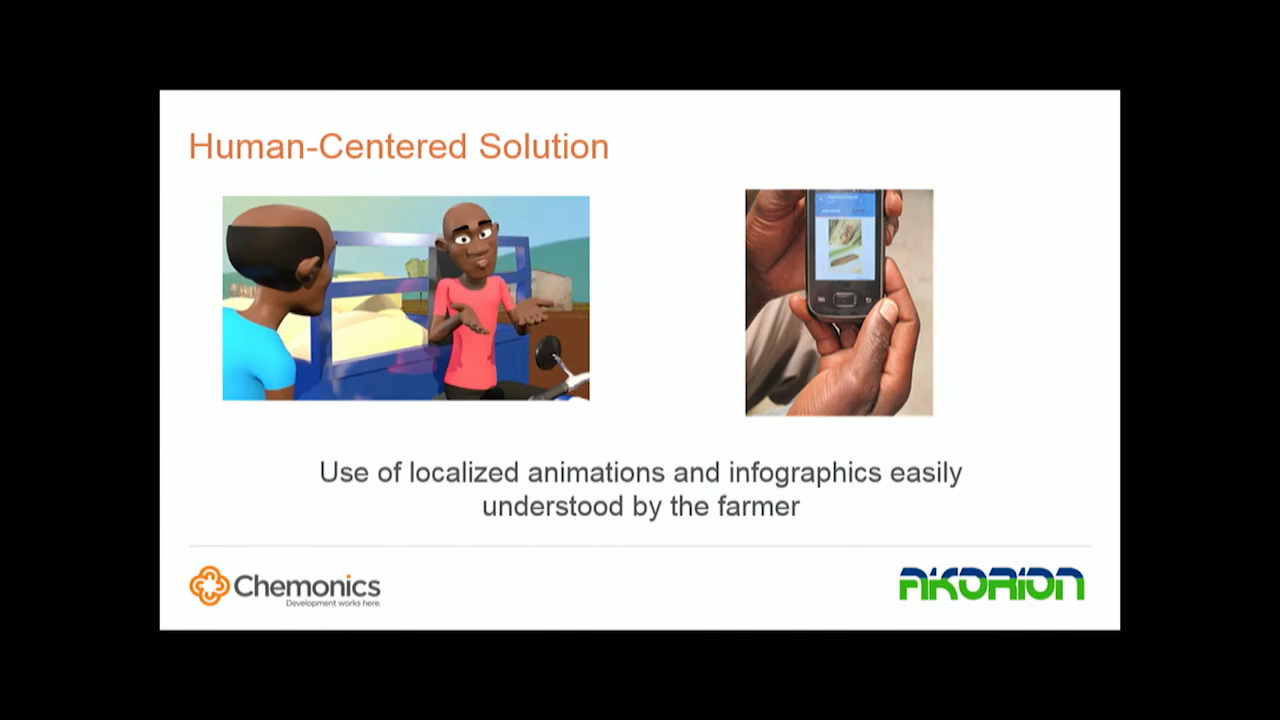 Human-Centered Solution
Use of localized animations and infographics easily
understood by the farmer
Chemonics
Development works here.
AKORION